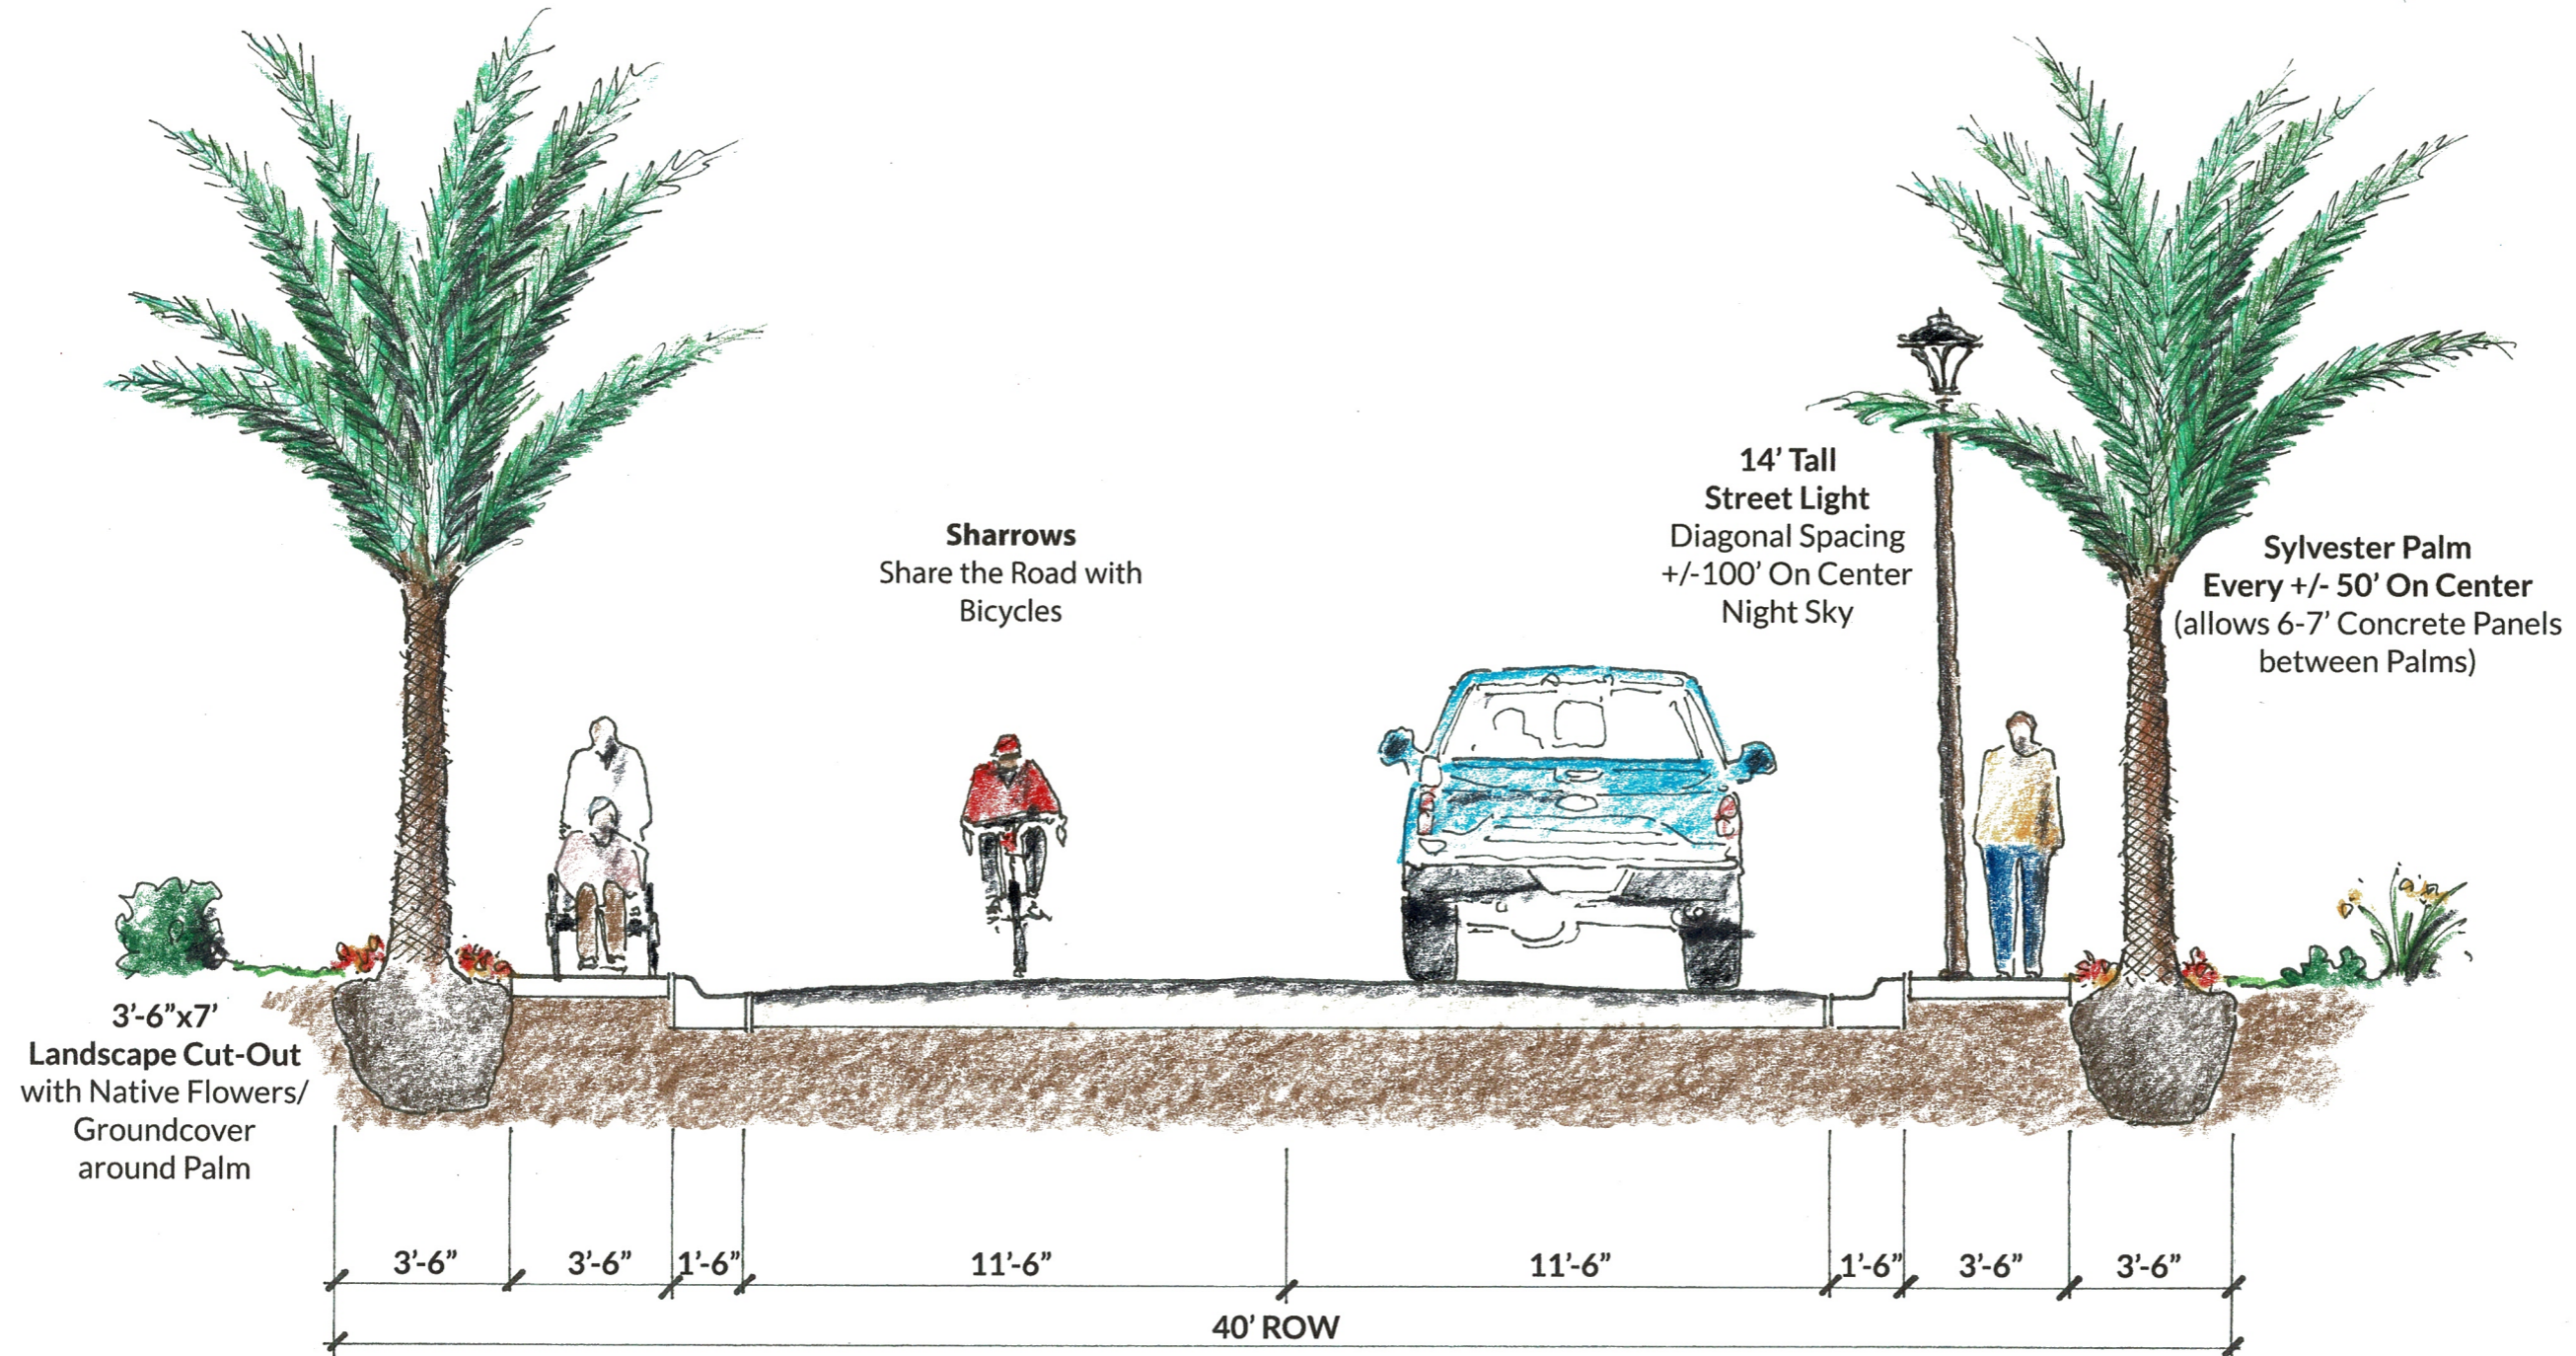 14’ Tall
Street Light
Diagonal Spacing
+/-100’ On Center
Night Sky
Sharrows
Share the Road with
Bicycles
Sylvester Palm
Every +/- 50’ On Center
(allows 6-7’ Concrete Panels
between Palms)
3’-6”x7’
Landscape Cut-Out
with Native Flowers/
Groundcover
around Palm
3’-6” 3’-6” 1’-6” 11’-6” 11’-6” 1’-6” 3’-6” 3’-6”
40’ ROW